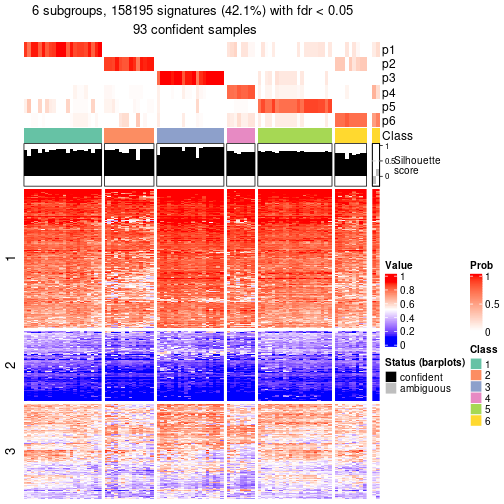 6 subgroups, 158195 signatures (42.1%) with fdr < 0.05
93 confident samples
p1
p2
p3
p4
p5
p6
Class
1
0.5
0
Silhouette
score
1
2
3
Value
1
0.8
0.6
0.4
0.2
0
Status (barplots)
confident
ambiguous
Prob
1
0.5
0
Class
1
2
3
4
5
6